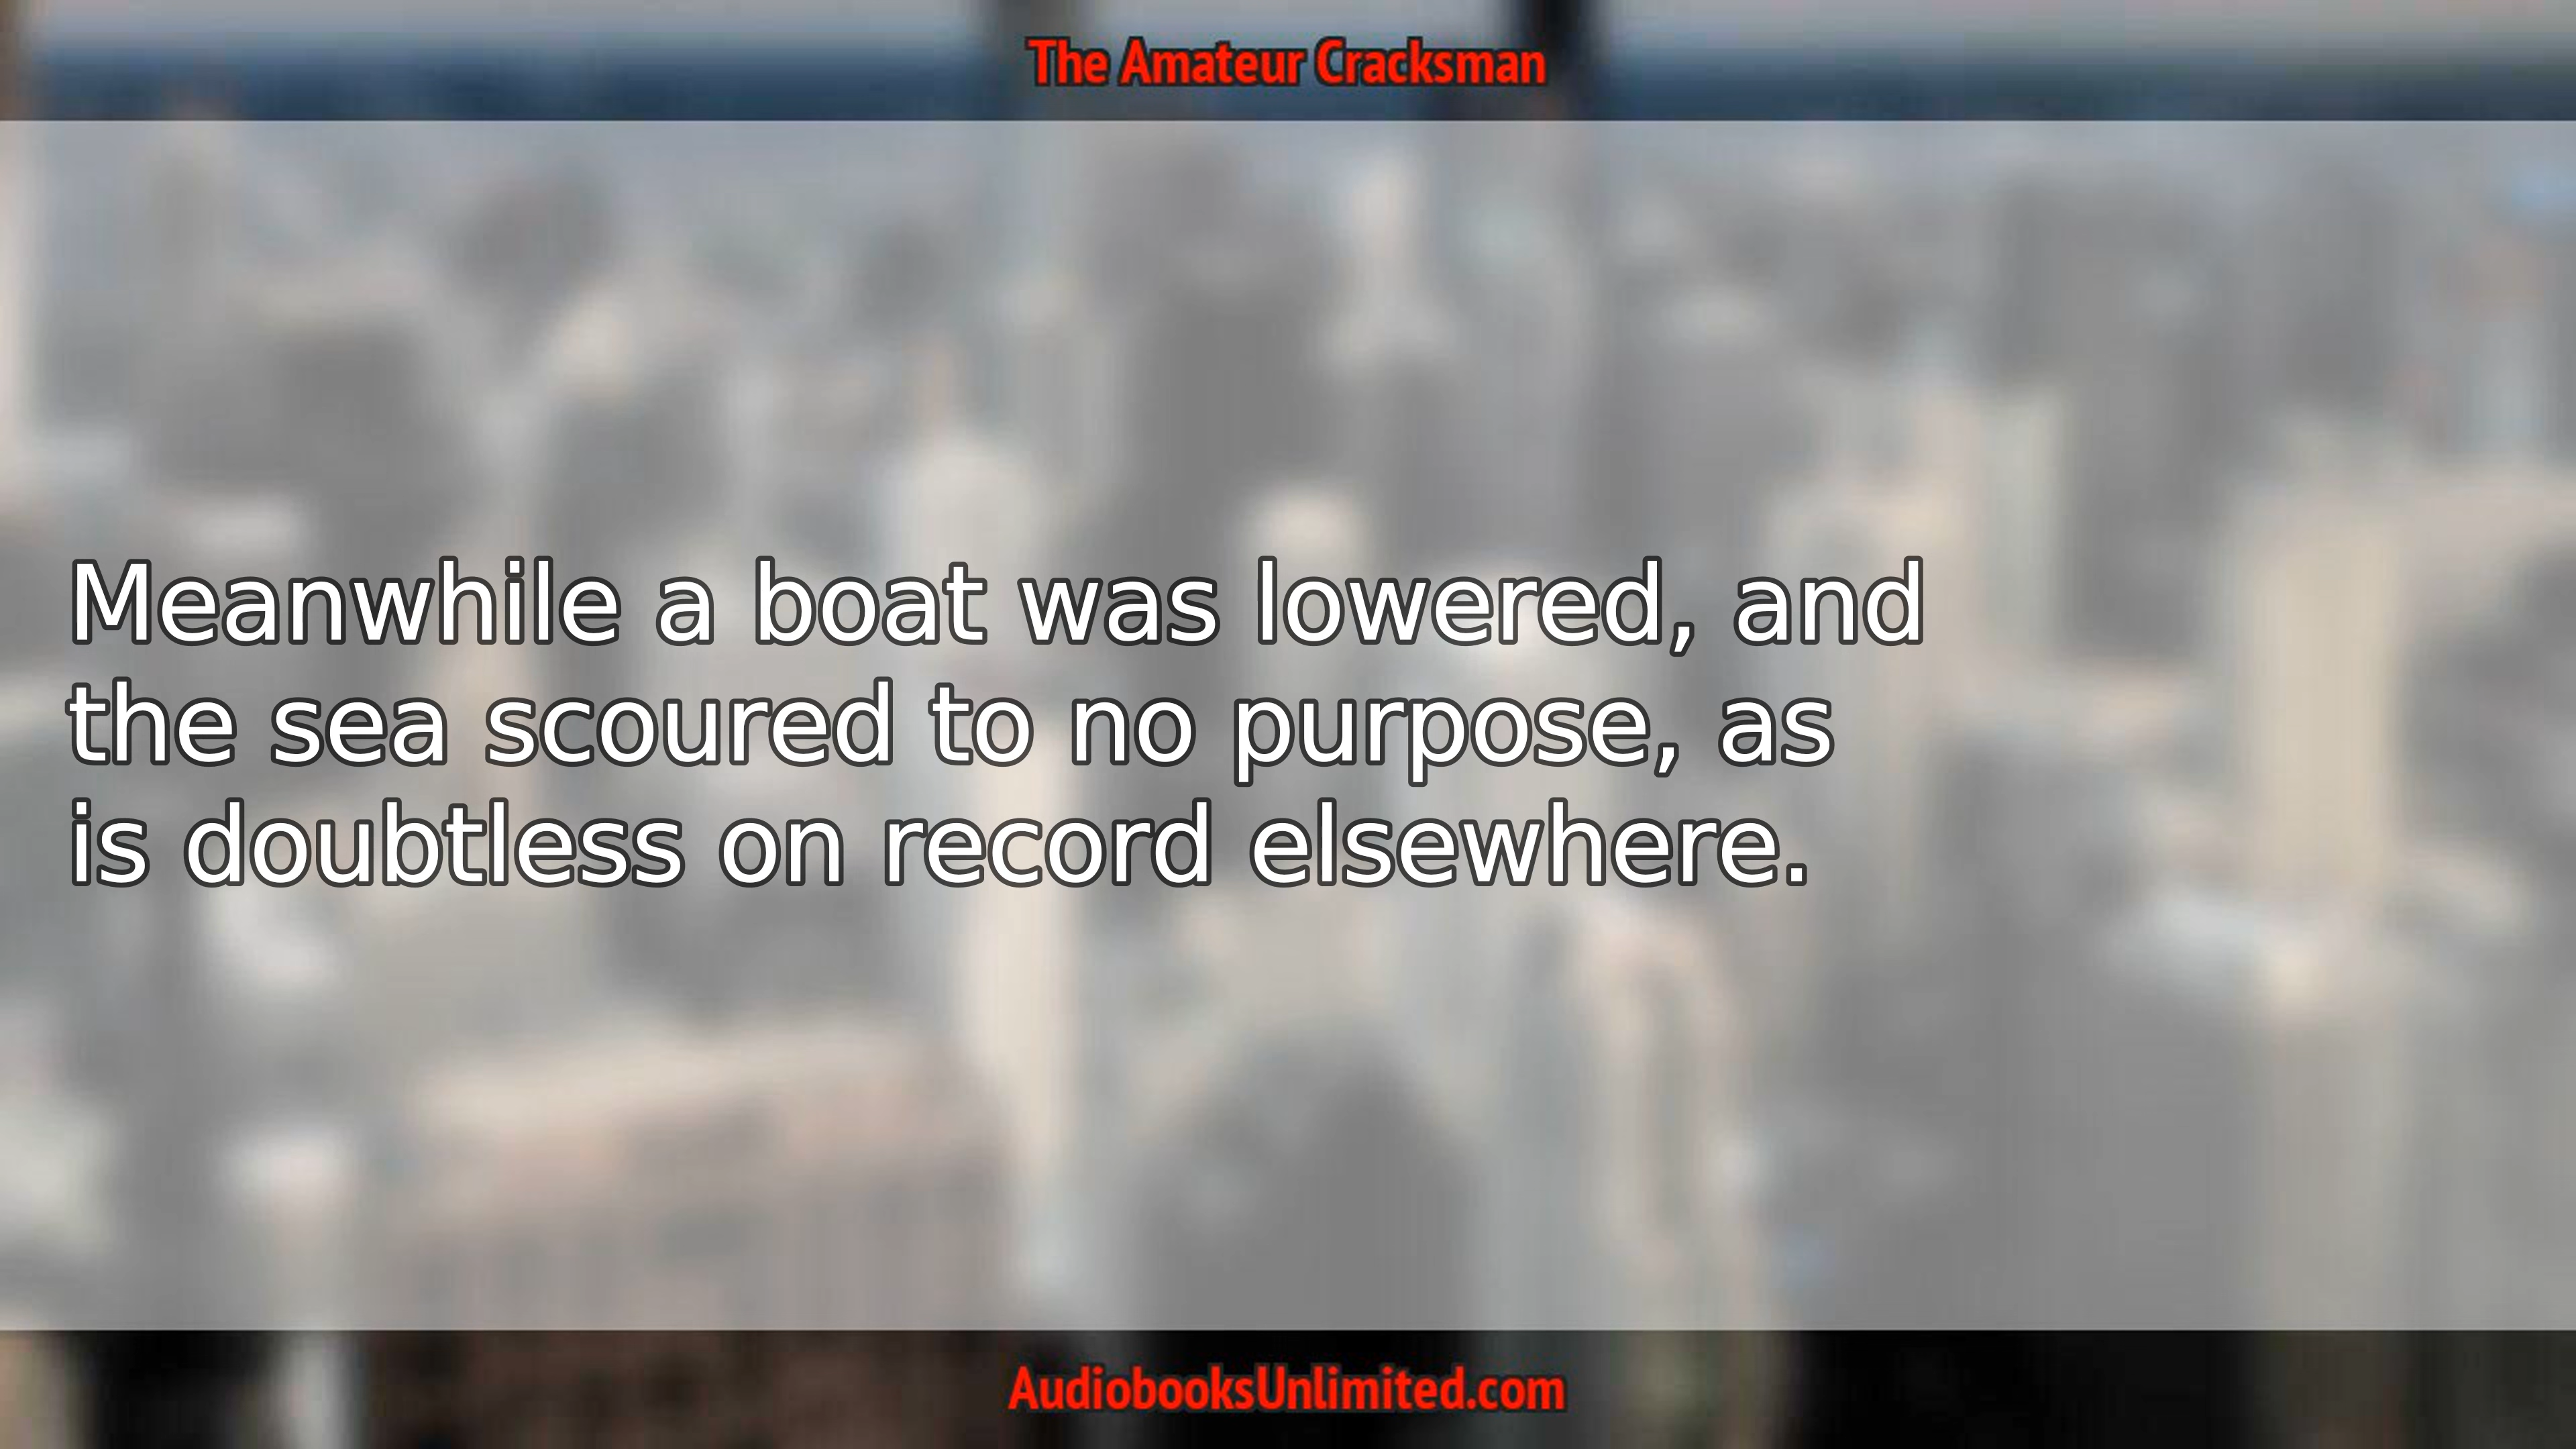 The Amateur Cracksman
Meanwhile a boat was lowered, and
the sea scoured to no purpose, as
is doubtless on record elsewhere.
AudiobooksUnlimited.com